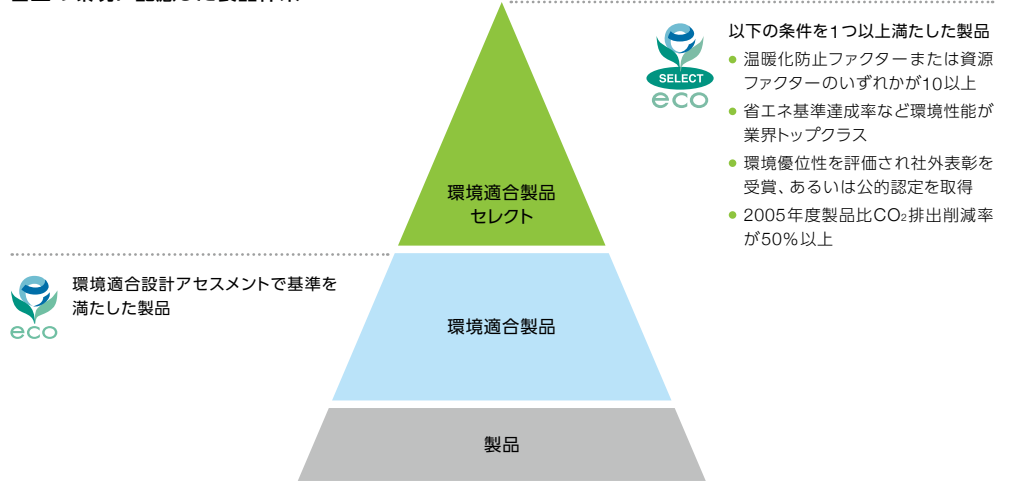 以下の条件を1つ以上満たした製品
● 温暖化防止ファクターまたは資源
ファクターのいずれかが10以上
● 省エネ基準達成率など環境性能が
業界トップクラス
● 環境優位性を評価され社外表彰を
受賞、あるいは公的認定を取得
● 2005年度製品比CO₂排出削減率
が50%以上
SELECT
eco
環境適合製品
セレクト
環境適合設計アセスメントで基準を
満たした製品
eco
環境適合製品
製品